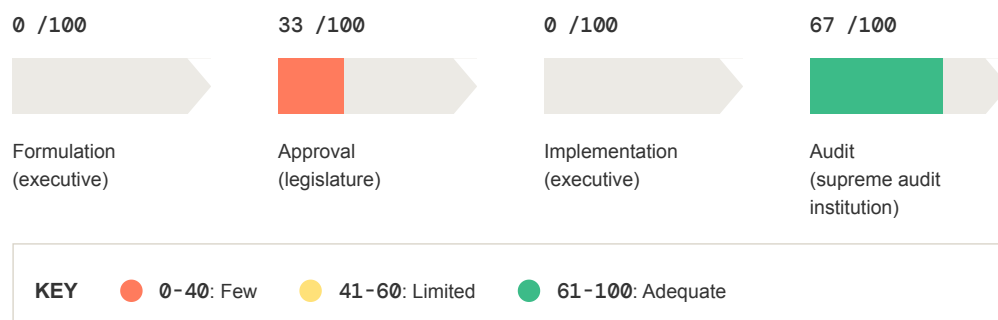 0 /100
33 /100
0 /100
67 /100
Formulation
(executive)
Approval
(legislature)
Implementation
(executive)
Audit
(supreme audit
institution)
KEY
0-40: Few
41-60: Limited
61-100: Adequate